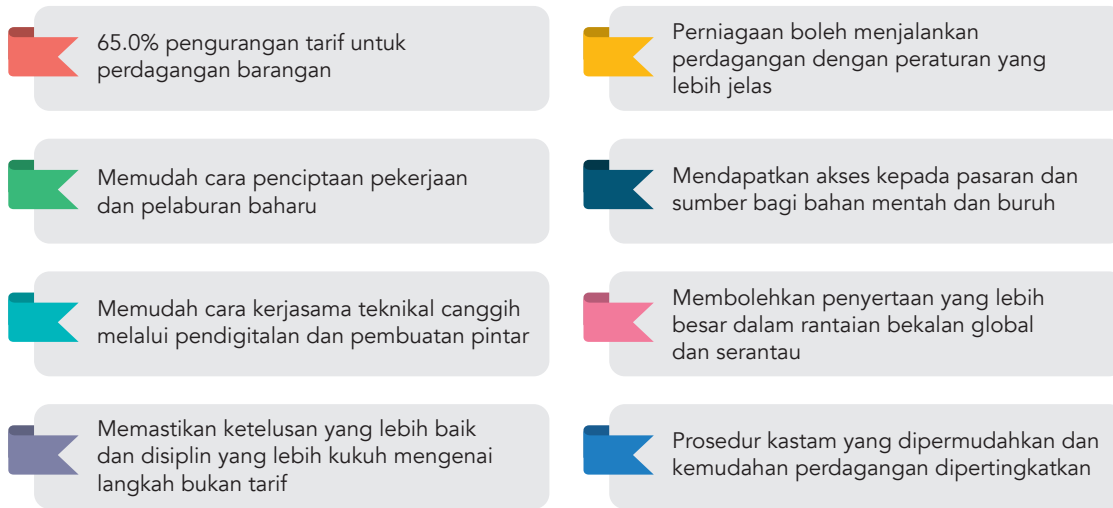 65.0% pengurangan tarif untuk
perdagangan barangan
Perniagaan boleh menjalankan
perdagangan dengan peraturan yang
lebih jelas
Memudah cara penciptaan pekerjaan
dan pelaburan baharu
Mendapatkan akses kepada pasaran dan
sumber bagi bahan mentah dan buruh
Memudah cara kerjasama teknikal canggih
melalui pendigitalan dan pembuatan pintar
Membolehkan penyertaan yang lebih
besar dalam rantaian bekalan global
dan serantau
Memastikan ketelusan yang lebih baik
dan disiplin yang lebih kukuh mengenai
langkah bukan tarif
Prosedur kastam yang dipermudahkan dan
kemudahan perdagangan dipertingkatkan